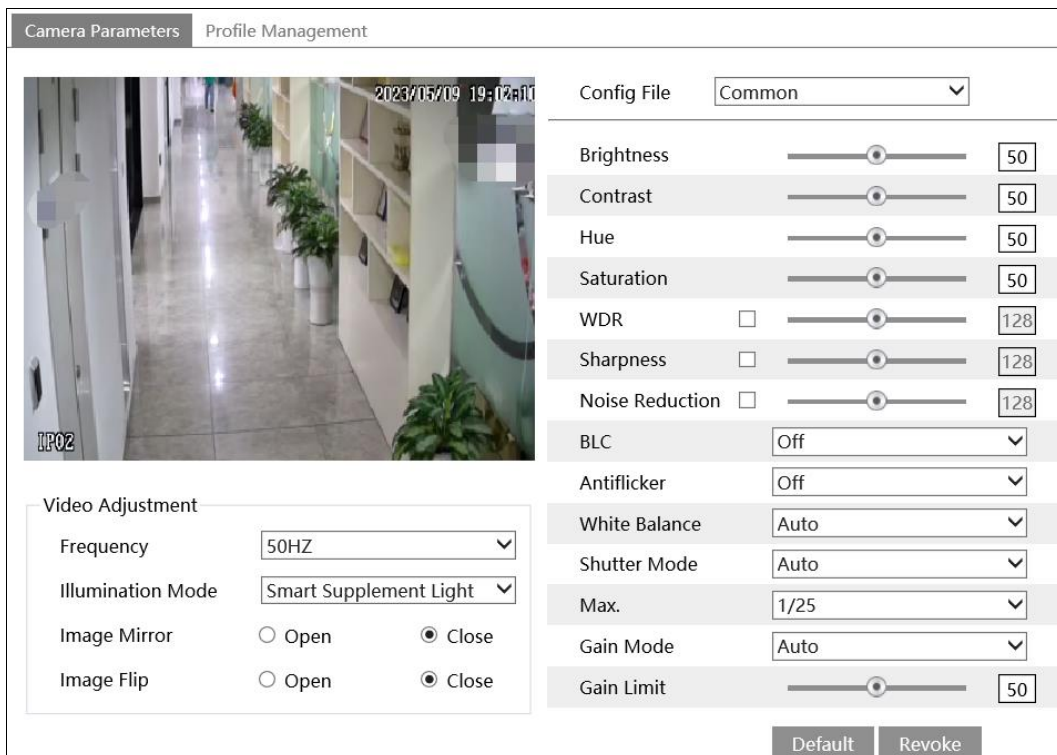 Camera Parameters Profile Management
2023/05/09 19:02:17
IP02
Video Adjustment
Frequency 50HZ
Illumination Mode Smart Supplement Light
Image Mirror Open Close
Image Flip Open Close
Config File Common
Brightness 50
Contrast 50
Hue 50
Saturation 50
WDR 128
Sharpness 128
Noise Reduction 128
BLC Off
Antiflicker Off
White Balance Auto
Shutter Mode Auto
Max. 1/25
Gain Mode Auto
Gain Limit 50
Default Revoke